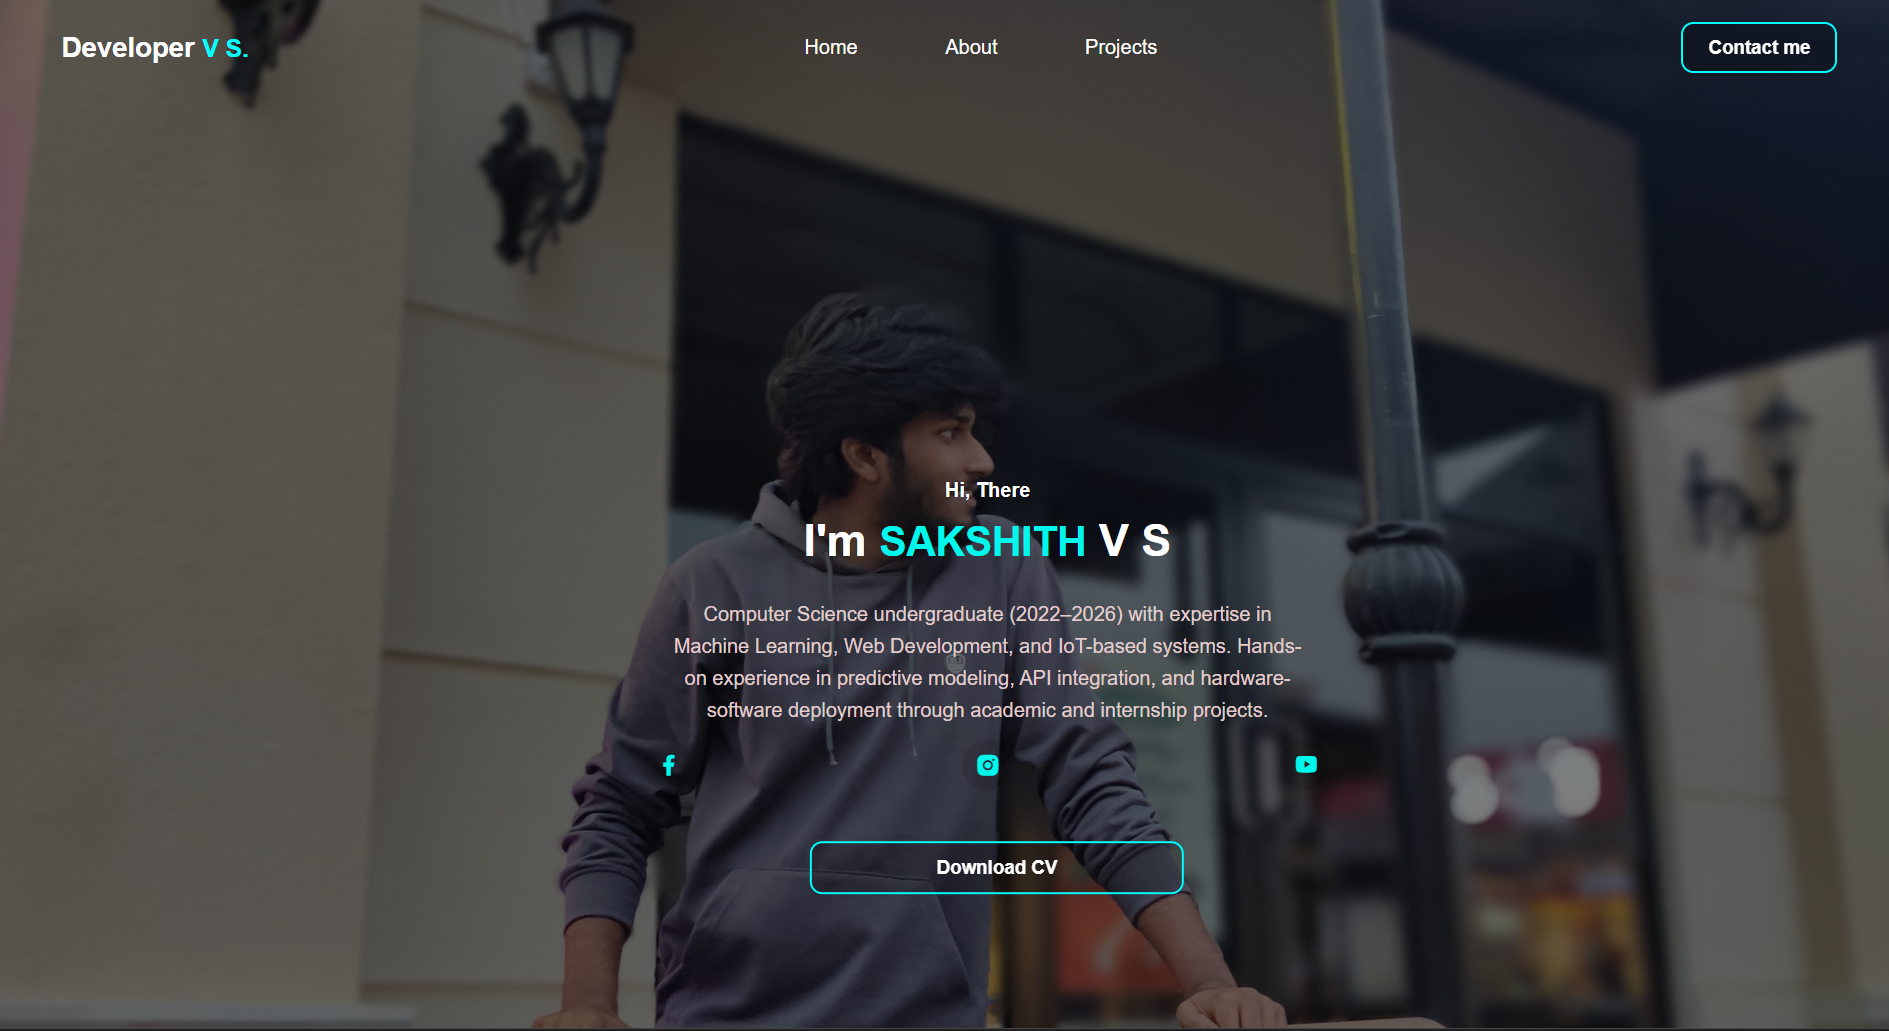 Developer V S.
Home
About
Projects
Contact me
Hi, There
I'm SAKSHITH V S
Computer Science undergraduate (2022–2026) with expertise in
Machine Learning, Web Development, and IoT-based systems. Hands-
on experience in predictive modeling, API integration, and hardware-
software deployment through academic and internship projects.
Download CV